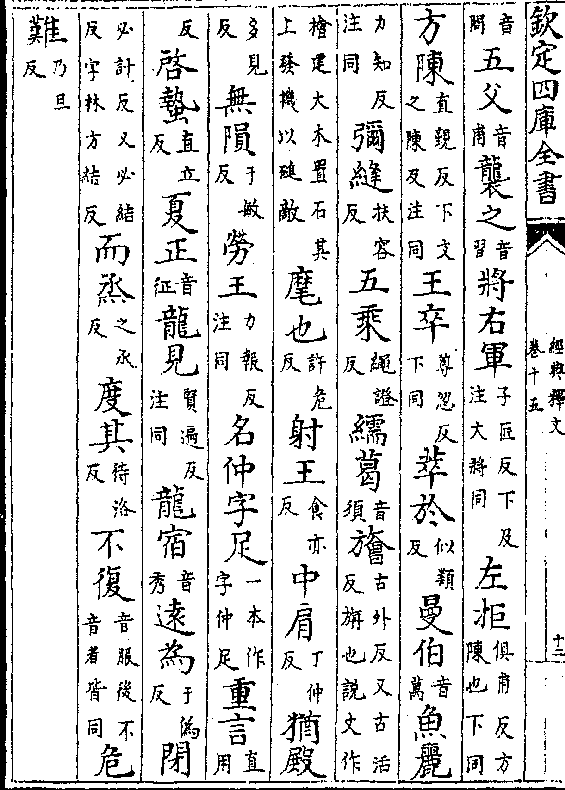 欽定四庫全書
經典釋文
卷十五
十三
音問五父音甫襲之音習將右軍子匠反下及注大將同左拒俱甫反方陳也下同
方陳直覲反下文之陳及注同王卒尊忽反下同萃於似類反曼伯音萬魚麗
力知反注同彌縫扶容反五乘繩證反繻葛音須旝古外反又古活反旃也說文作
檜建大木置石其上發機以磓敵麾也許危反射王食亦反中肩丁仲反猶殿
多見反無隕于敏反勞王力報反注同名仲字足一本作字仲足重言直用
反啓蟄直立反夏正音征龍見賢遍反注同龍宿音秀遠為于偽反閉
必計反又必結反字林方結反而烝之承反度其待洛反不復音服後不音者皆同危
難乃旦反